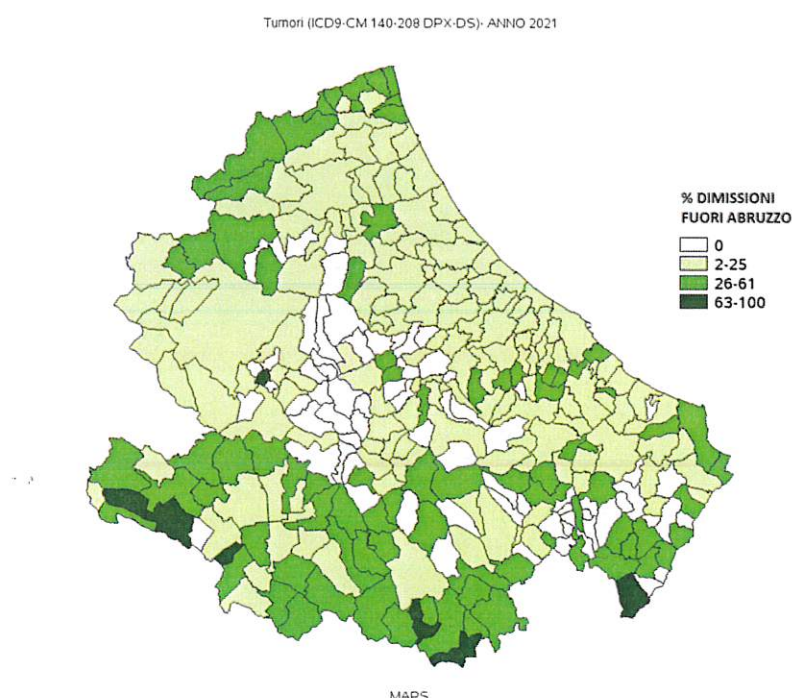 Tumori (ICD9-CM 140-208 DPX-DS)- ANNO 2021
% DIMISSIONI
FUORI ABRUZZO
0
2-25
26-61
63-100
MAPS